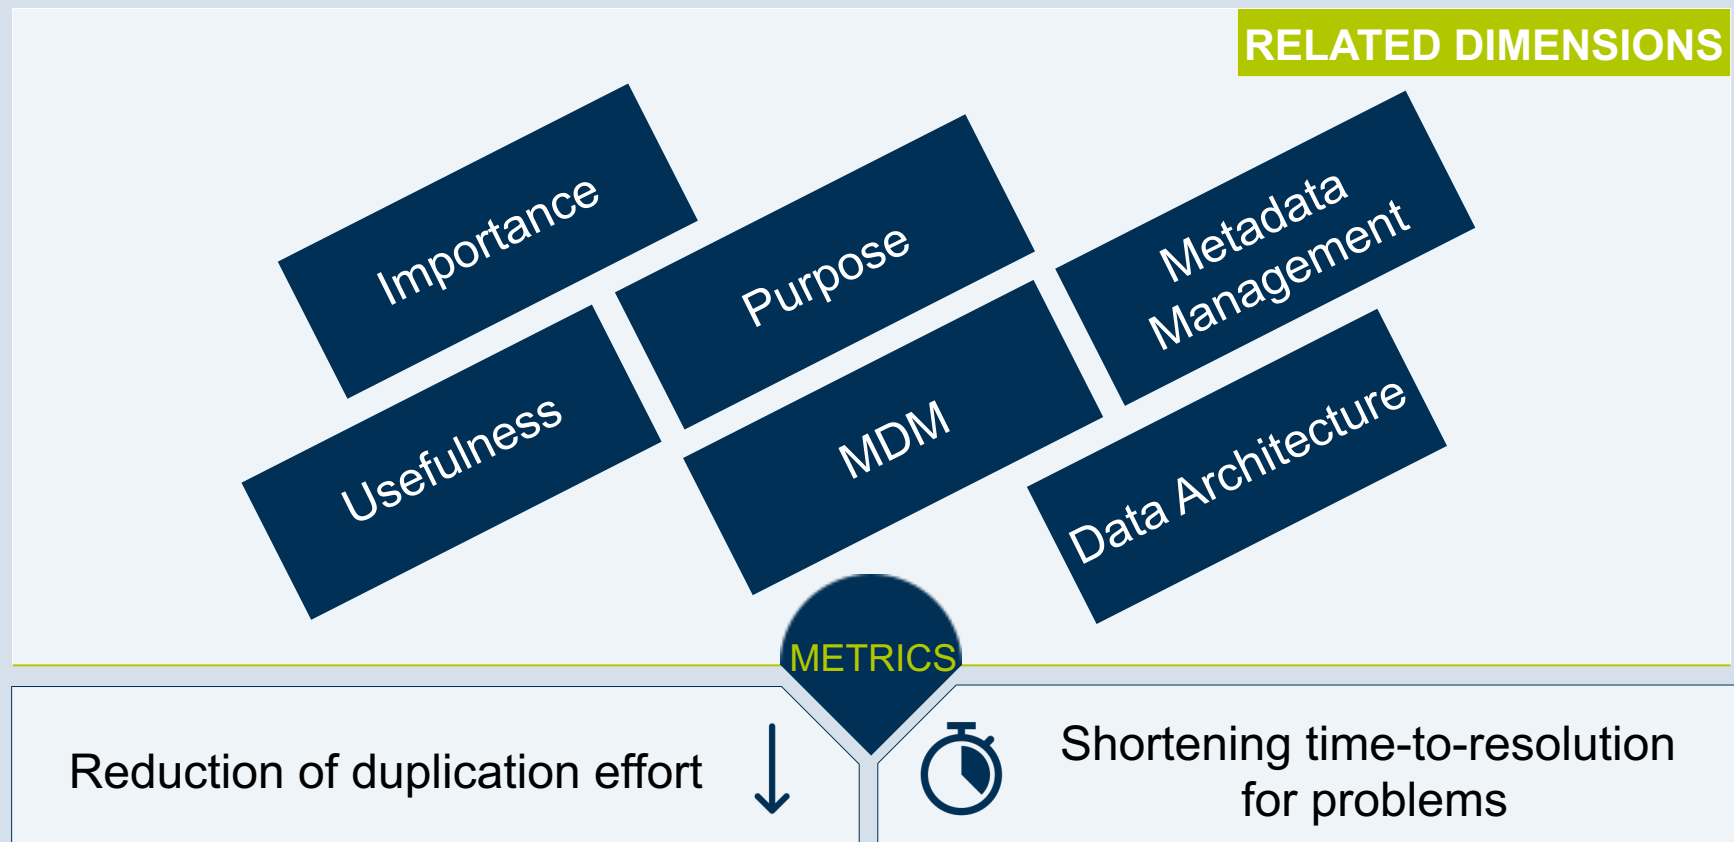 RELATED DIMENSIONS
Importance
Purpose
Metadata
Management
Usefulness
MDM
Data Architecture
METRICS
Reduction of duplication effort
Shortening time-to-resolution
for problems